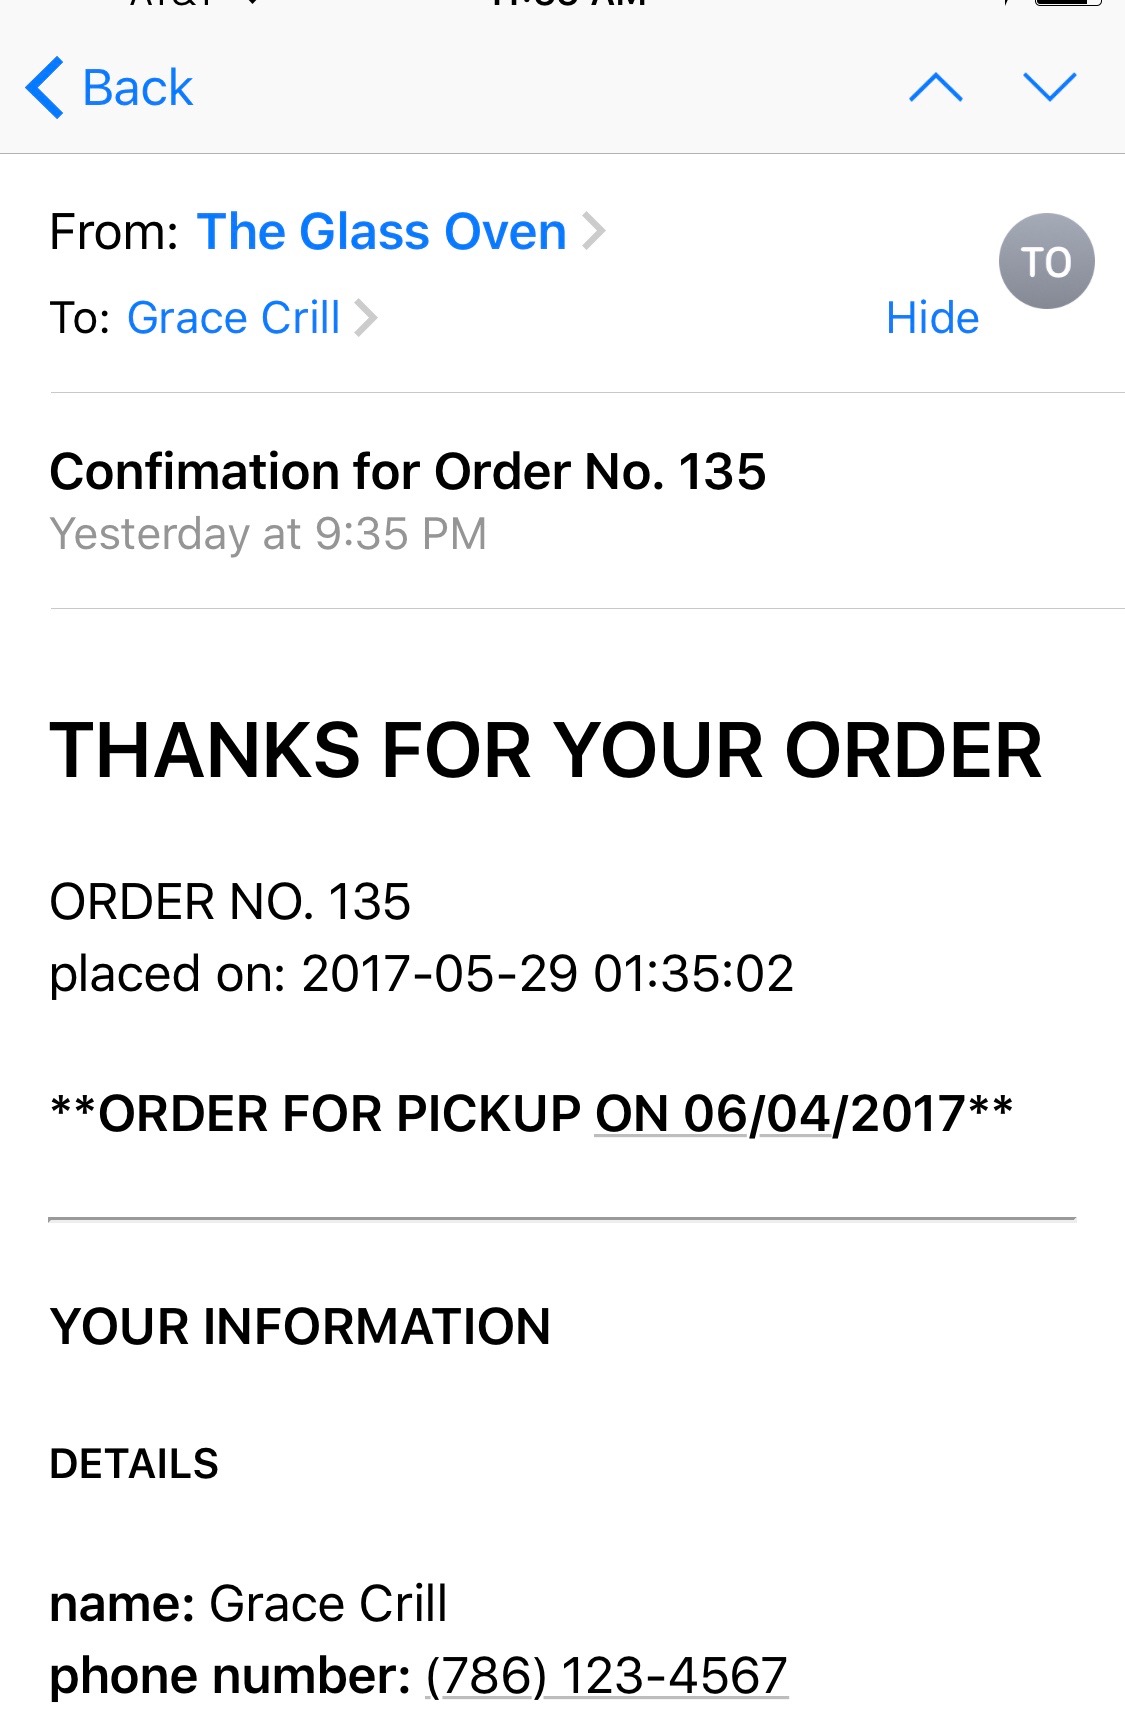 Back
From: The Glass Oven
TO
To: Grace Crill
Hide
Confimation for Order No. 135
Yesterday at 9:35 PM
THANKS FOR YOUR ORDER
ORDER NO. 135
placed on: 2017-05-29 01:35:02
**ORDER FOR PICKUP ON 06/04/2017**
YOUR INFORMATION
DETAILS
name: Grace Crill
phone number: (786) 123-4567